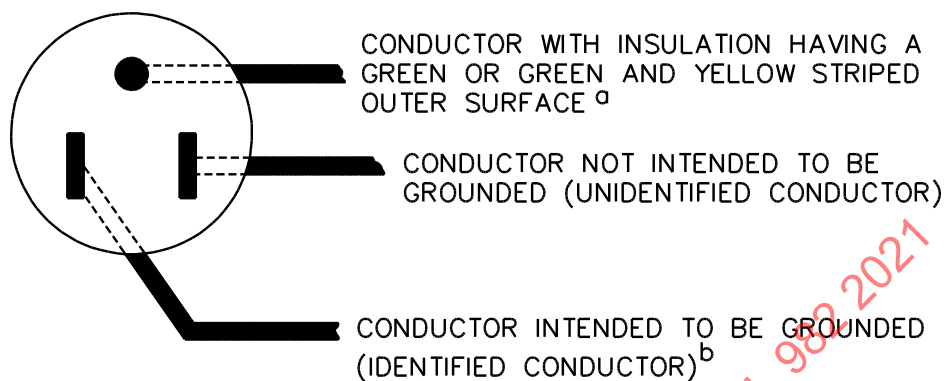 CONDUCTOR WITH INSULATION HAVING A
GREEN OR GREEN AND YELLOW STRIPED
OUTER SURFACE a
CONDUCTOR NOT INTENDED TO BE
GROUNDED (UNIDENTIFIED CONDUCTOR)
CONDUCTOR INTENDED TO BE GROUNDED
(IDENTIFIED CONDUCTOR)b
982 2021